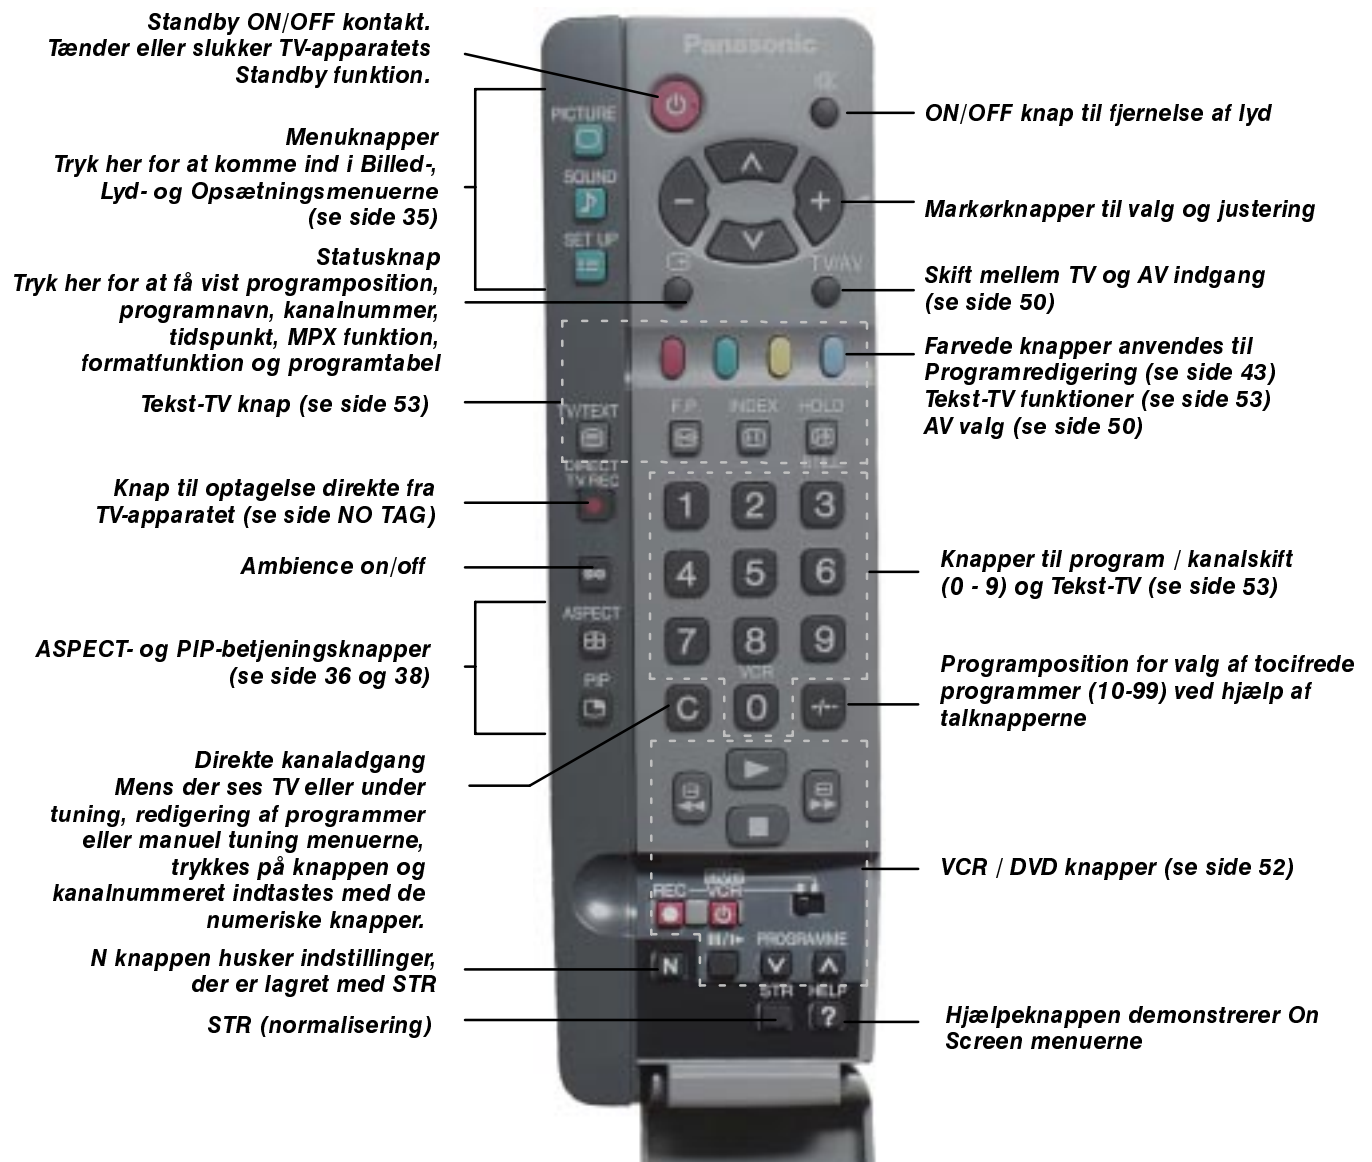 Standby ON/OFF kontakt.
Tænder eller slukker TV-apparatets
Standby funktion.
Menuknapper
Tryk her for at komme ind i Billed-,
Lyd- og Opsætningsmenuerne
(se side 35)
Statusknap
Tryk her for at få vist programposition,
programnavn, kanalnummer,
tidspunkt, MPX funktion,
formatfunktion og programtabel
Tekst-TV knap (se side 53)
Knap til optagelse direkte fra
TV-apparatet (se side NO TAG)
Ambience on/off
ASPECT- og PIP-betjeningsknapper
(se side 36 og 38)
Direkte kanaladgang
Mens der ses TV eller under
tuning, redigering af programmer
eller manuel tuning menuerne,
trykkes på knappen og
kanalnummeret indtastes med de
numeriske knapper.
N knappen husker indstillinger,
der er lagret med STR
STR (normalisering)
Panasonic
PICTURE
SOUND
SET UP
TV/AV
TV/TEXT
F.P.
INDEX
HOLD
DIRECT
TV REC
1 2 3
4 5 6
ASPECT
7 8 9
VCR
PIP
C 0 -/--
REC VCR
PROGRAMME
N
STR HELP
?
ON/OFF knap til fjernelse af lyd
Markørknapper til valg og justering
Skift mellem TV og AV indgang
(se side 50)
Farvede knapper anvendes til
Programredigering (se side 43)
Tekst-TV funktioner (se side 53)
AV valg (se side 50)
Knapper til program / kanalskift
(0 - 9) og Tekst-TV (se side 53)
Programposition for valg af tocifrede
programmer (10-99) ved hjælp af
talknapperne
VCR / DVD knapper (se side 52)
Hjælpeknappen demonstrerer On
Screen menuerne